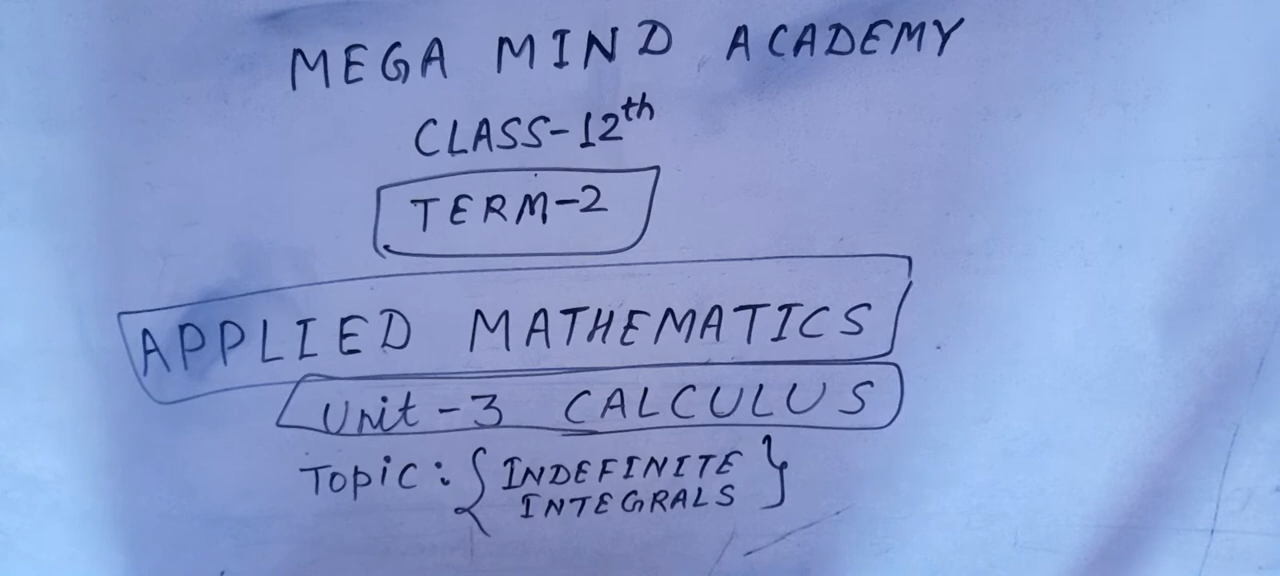 MEGA MIND ACADEMY
CLASS-12th
TERM-2
APPLIED MATHEMATICS
Unit-3 CALCULUS
Topic: { INDEFINITE
INTEGRALS }